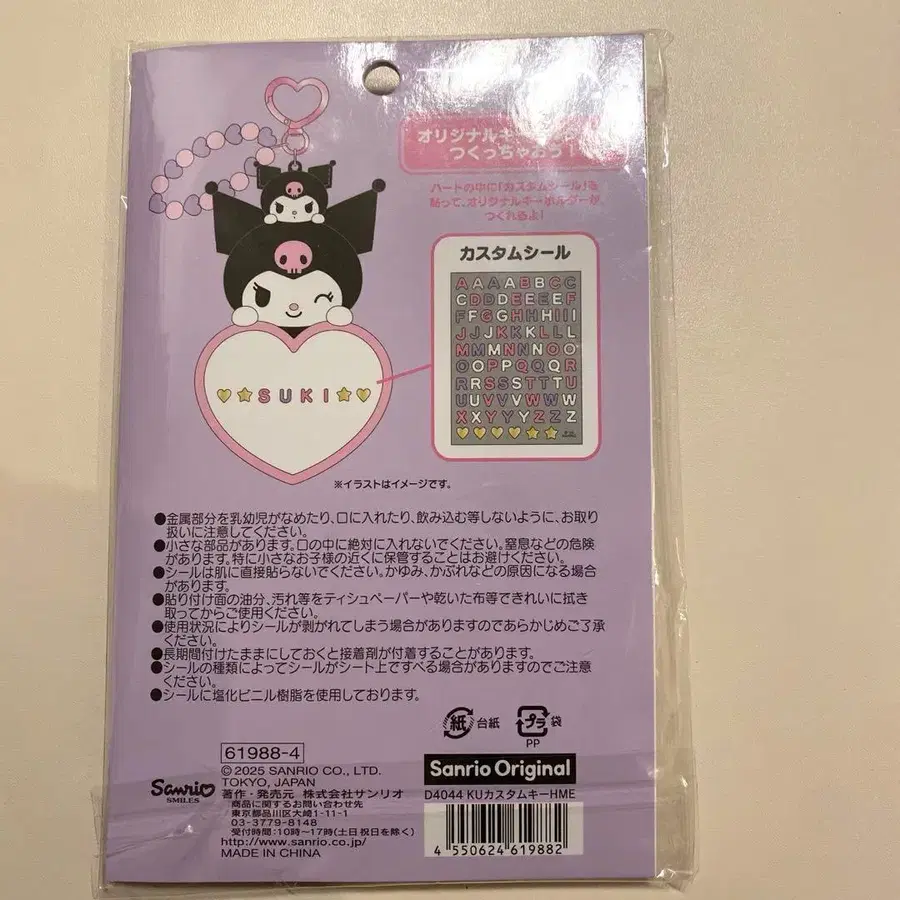 オリジナルキー
つくっちゃおう!
ハートの中に「カスタムシール」を
貼って、オリジナルキーホルダーが
つくれるよ!
カスタムシール
AAAABBCC
CDDDEEEEF
FFGGHHHIII
JJJKKKLLL
MMMNNNOO
OOPPQQQR
RRSSSTTTU
UUVVVWWW
XXYYYZZZ
SUKI
※イラストはイメージです。
●金属部分を乳幼児がなめたり、口に入れたり、飲み込む等しないように、お取り
扱いに注意してください。
●小さな部品があります。口の中に絶対に入れないでください。窒息などの危険
があります。特に小さなお子様の近くに保管することはお避けください。
●シールは肌に直接貼らないでください。かゆみ、かぶれなどの原因になる場合
があります。
●貼り付け面の油分、汚れ等をティシュペーパーや乾いた布等できれいに拭き
取ってからご使用ください。
●使用状況によりシールが剥がれてしまう場合がありますのであらかじめご了承
ください。
●長期間付けたままにしておくと接着剤が付着することがあります。
●シールの種類によってシールがシート上ですべる場合がありますのでご注意
ください。
●シールに塩化ビニル樹脂を使用しております。
紙 台紙
プラ 袋
PP
61988-4
© 2025 SANRIO CO., LTD.
TOKYO, JAPAN
Sanrio
SMILES
著作・発売元 株式会社サンリオ
商品に関するお問い合わせ先
東京都品川区大崎1-11-1
03-3779-8148
受付時間:10時~17時(土日祝日を除く)
http://www.sanrio.co.jp/
MADE IN CHINA
Sanrio Original
D4044 KUカスタムキーHME
4 550624 619882